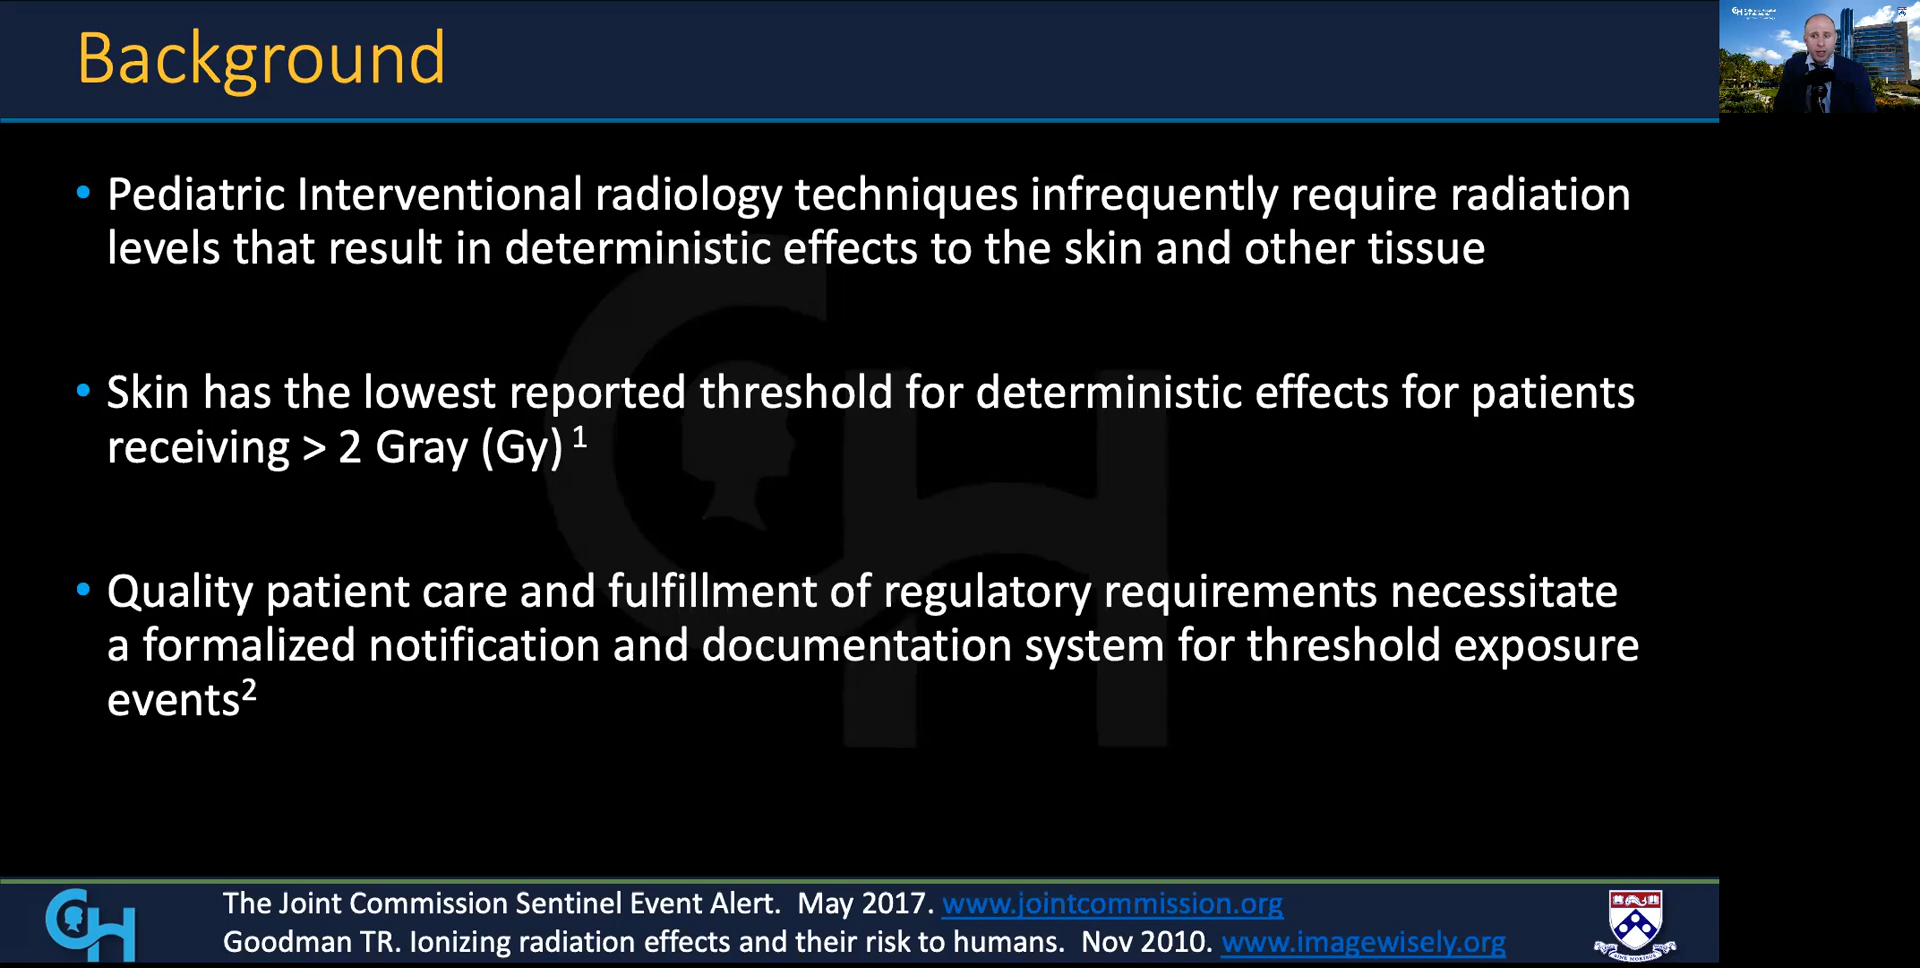 Background
• Pediatric Interventional radiology techniques infrequently require radiation
levels that result in deterministic effects to the skin and other tissue
• Skin has the lowest reported threshold for deterministic effects for patients
receiving > 2 Gray (Gy) 1
• Quality patient care and fulfillment of regulatory requirements necessitate
a formalized notification and documentation system for threshold exposure
events2
CH
The Joint Commission Sentinel Event Alert. May 2017. www.jointcommission.org
Goodman TR. Ionizing radiation effects and their risk to humans. Nov 2010. www.imagewisely.org